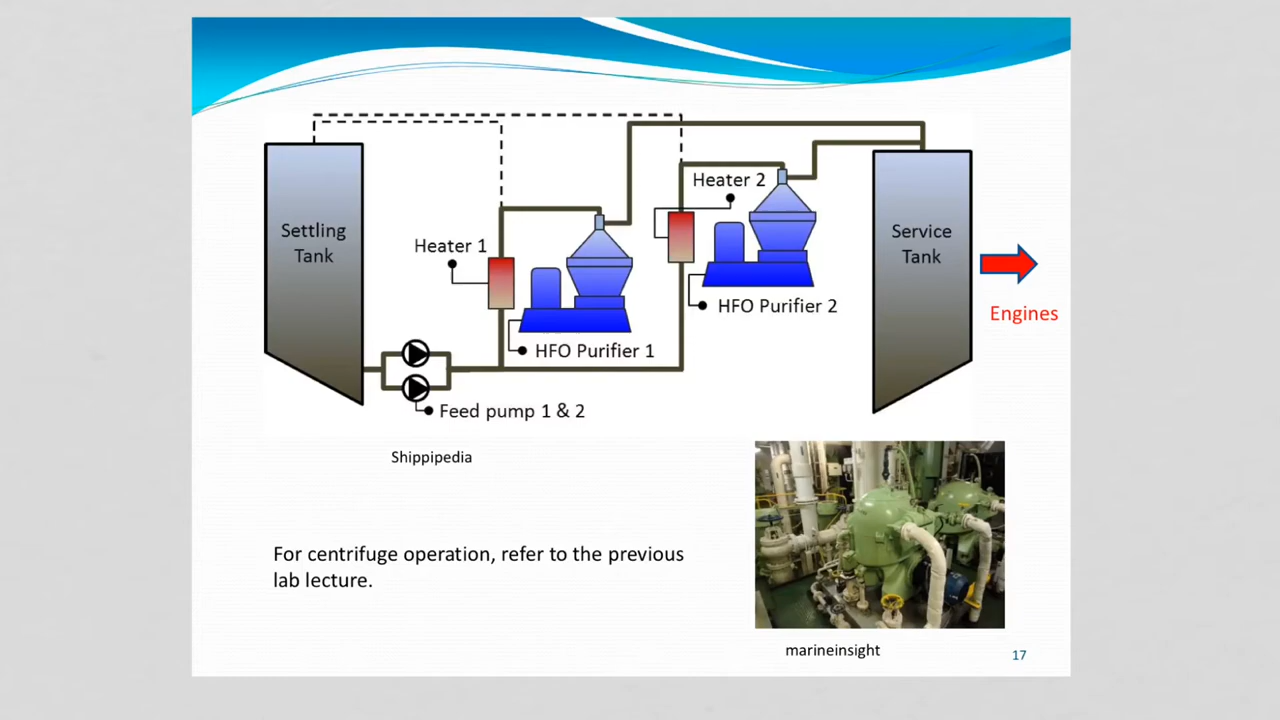 Settling
Tank
Heater 1
HFO Purifier 1
Feed pump 1 & 2
Heater 2
HFO Purifier 2
Service
Tank
Engines
Shippipedia
For centrifuge operation, refer to the previous
lab lecture.
marineinsight
17